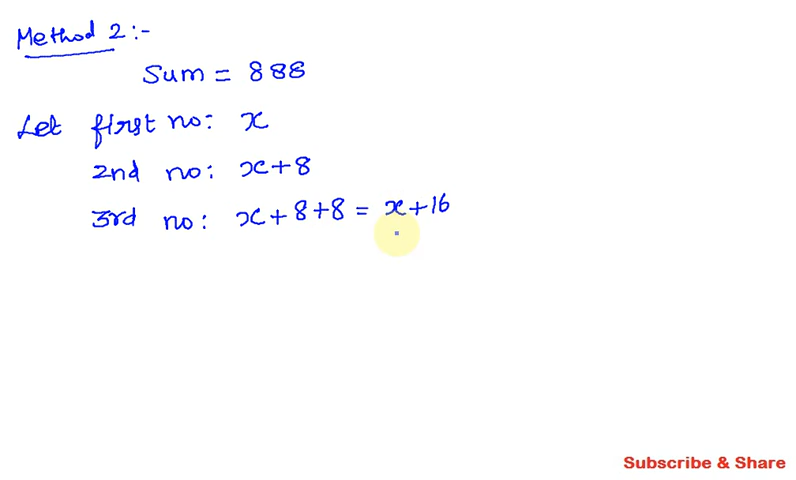 Method 2:-
Sum = 888
Let first no: x
2nd no: x+8
3rd no: x+8+8 = x+16
Subscribe & Share